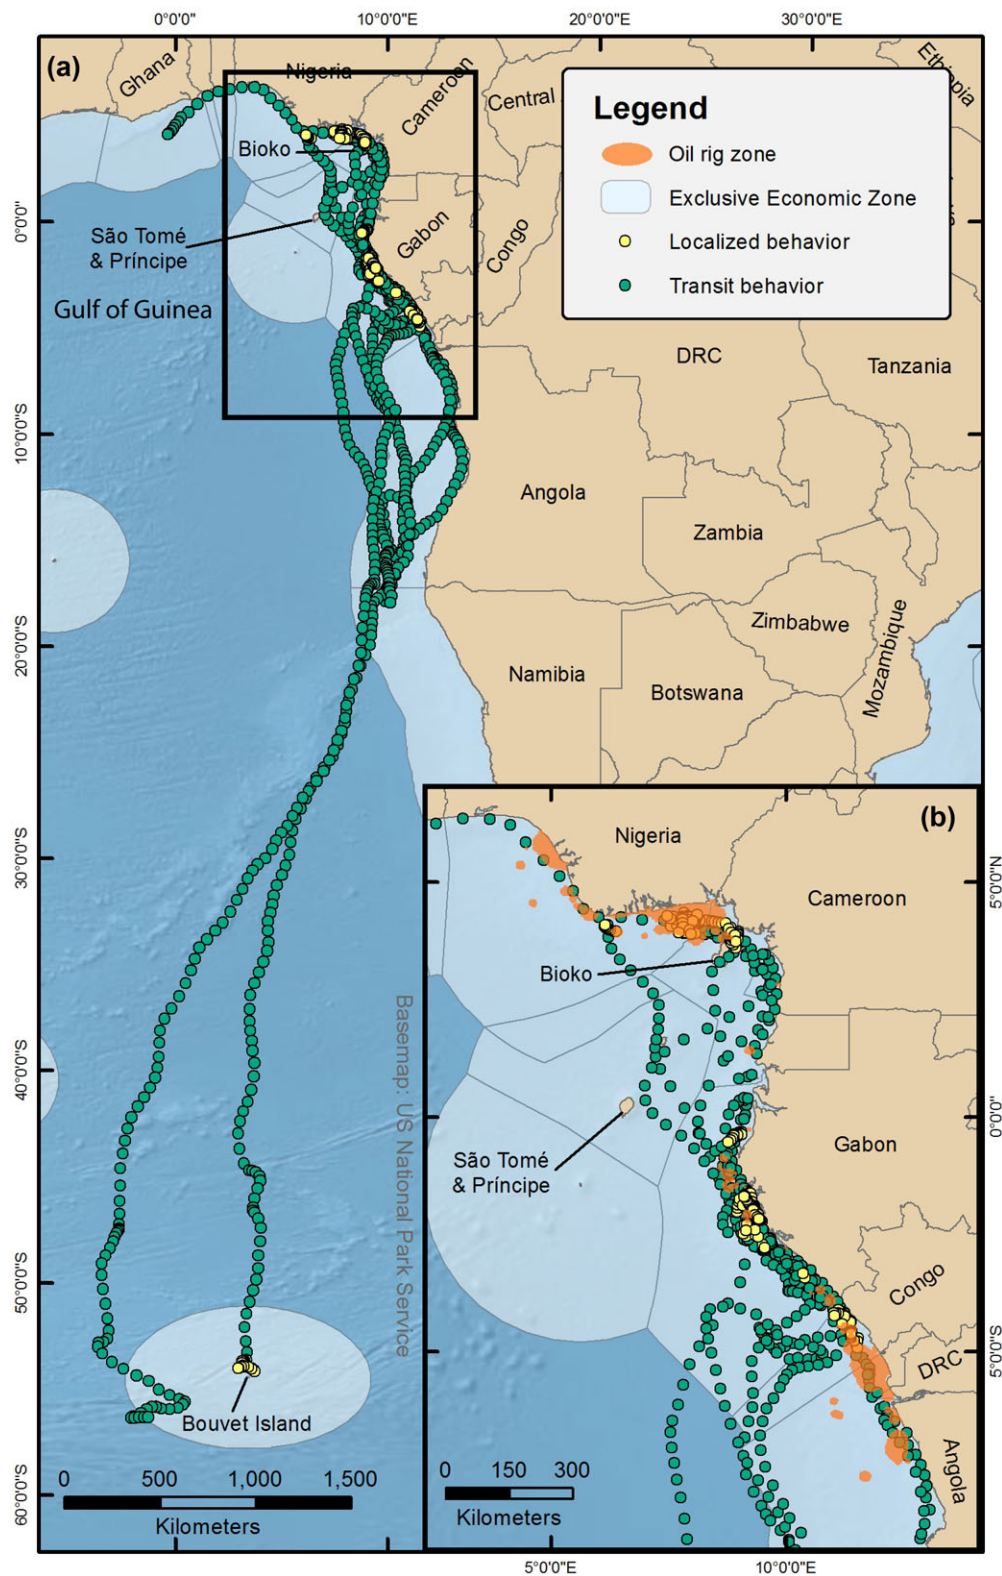 0°0'0"
10°0'0"E
20°0'0"E
30°0'0"E
(a)
Ghana
Nigeria
Cameroon
Central
Ethiopia
Legend
Oil rig zone
Exclusive Economic Zone
Localized behavior
Transit behavior
Bioko
0°0'0"
São Tomé
& Príncipe
Gabon
Congo
Gulf of Guinea
DRC
Tanzania
10°0'0"S
Angola
Zambia
Zimbabwe
Mozambique
20°0'0"S
Namibia
Botswana
30°0'0"S
(b)
Nigeria
5°0'0"N
Cameroon
Bioko
40°0'0"S
Basemap: US National Park Service
0°0'0"
Gabon
São Tomé
& Príncipe
50°0'0"S
Congo
5°0'0"S
DRC
Bouvet Island
Angola
0 500 1,000 1,500
Kilometers
0 150 300
Kilometers
60°0'0"S
5°0'0"E
10°0'0"E